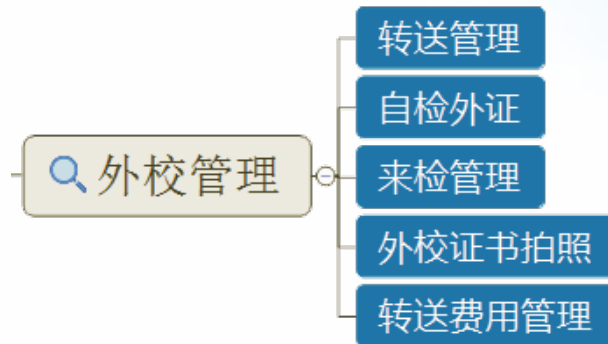 外校管理
转送管理
自检外证
来检管理
外校证书拍照
转送费用管理